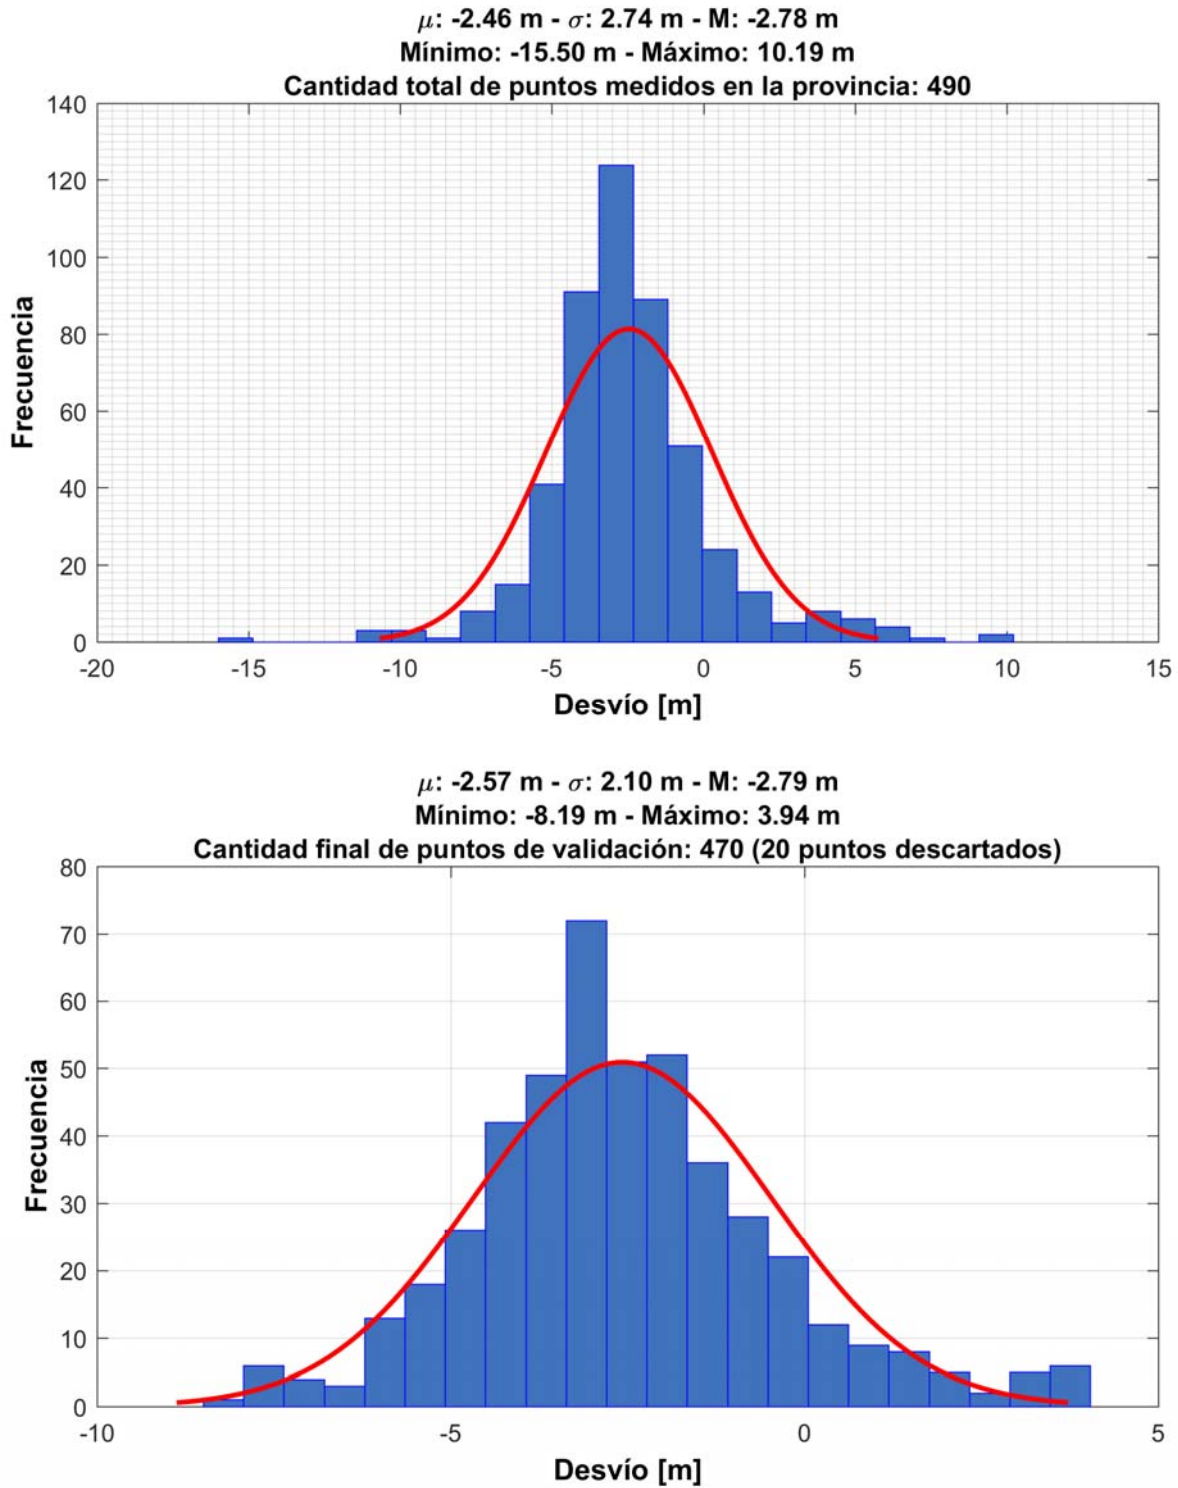 μ: -2.46 m - σ: 2.74 m - M: -2.78 m
Mínimo: -15.50 m - Máximo: 10.19 m
Cantidad total de puntos medidos en la provincia: 490
140
120
100
80
60
40
20
0
Frecuencia
-20 -15 -10 -5 0 5 10 15
Desvío [m]
μ: -2.57 m - σ: 2.10 m - M: -2.79 m
Mínimo: -8.19 m - Máximo: 3.94 m
Cantidad final de puntos de validación: 470 (20 puntos descartados)
80
70
60
50
40
30
20
10
0
Frecuencia
-10 -5 0 5
Desvío [m]